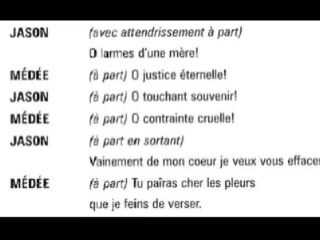 JASON (avec attendrissement à part)
O larmes d'une mère!
MÉDÉE (à part) O justice éternelle!
JASON (à part) O touchant souvenir!
MÉDÉE (à part) O contrainte cruelle!
JASON (à part en sortant)
Vainement de mon coeur je veux vous efface
MÉDÉE (à part) Tu païras cher les pleurs
que je feins de verser.